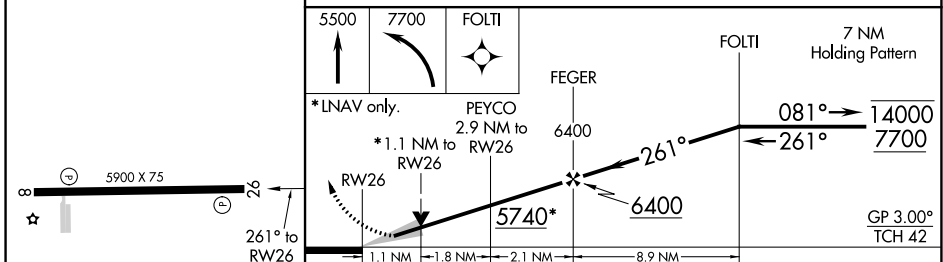 5500
7700
FOLTI
*LNAV only.
PEYCO
2.9 NM to
RW26
*1.1 NM to
RW26
RW26
FEGER
6400
FOLTI
7 NM
Holding Pattern
081°
14000
261°
7700
261°
6400
5740*
GP 3.00°
TCH 42
1.1 NM
1.8 NM
2.1 NM
8.9 NM
8
P
5900 X 75
26
P
261° to
RW26